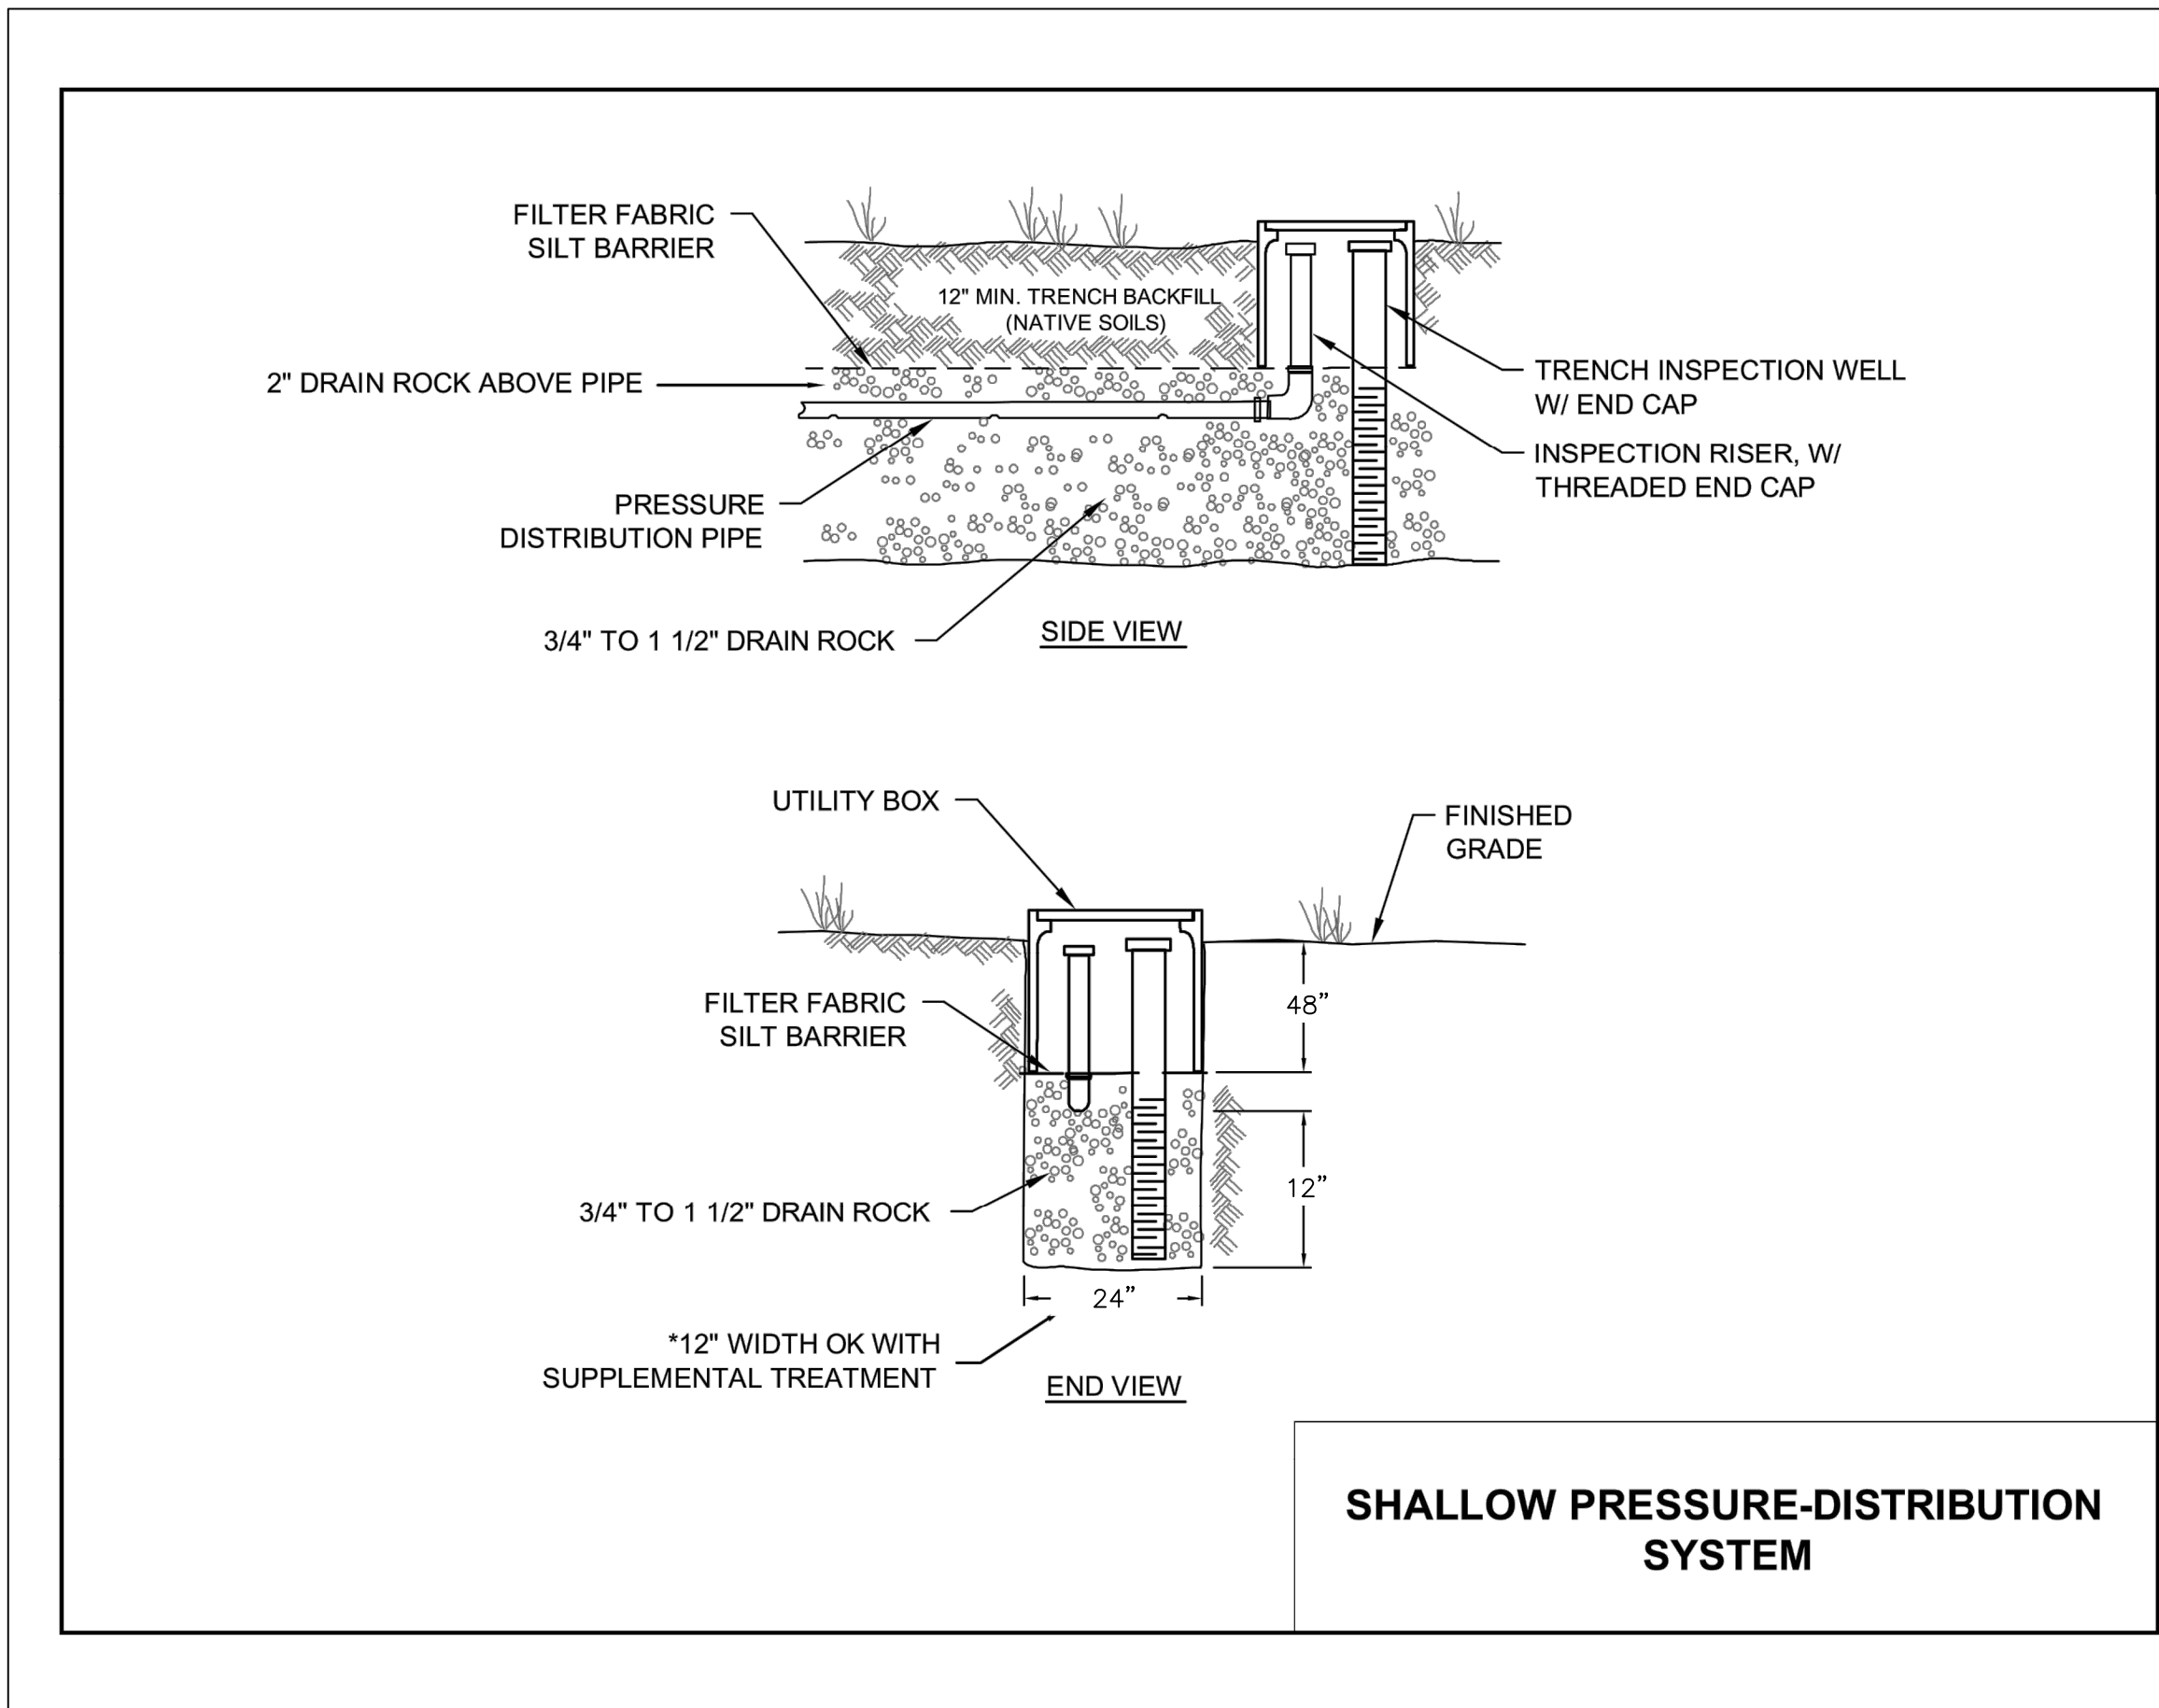 FILTER FABRIC
SILT BARRIER
12" MIN. TRENCH BACKFILL
(NATIVE SOILS)
2" DRAIN ROCK ABOVE PIPE
TRENCH INSPECTION WELL
W/ END CAP
INSPECTION RISER, W/
THREADED END CAP
PRESSURE
DISTRIBUTION PIPE
3/4" TO 1 1/2" DRAIN ROCK
SIDE VIEW
UTILITY BOX
FINISHED
GRADE
FILTER FABRIC
SILT BARRIER
48”
12”
3/4" TO 1 1/2" DRAIN ROCK
24”
*12" WIDTH OK WITH
SUPPLEMENTAL TREATMENT
END VIEW
SHALLOW PRESSURE-DISTRIBUTION
SYSTEM